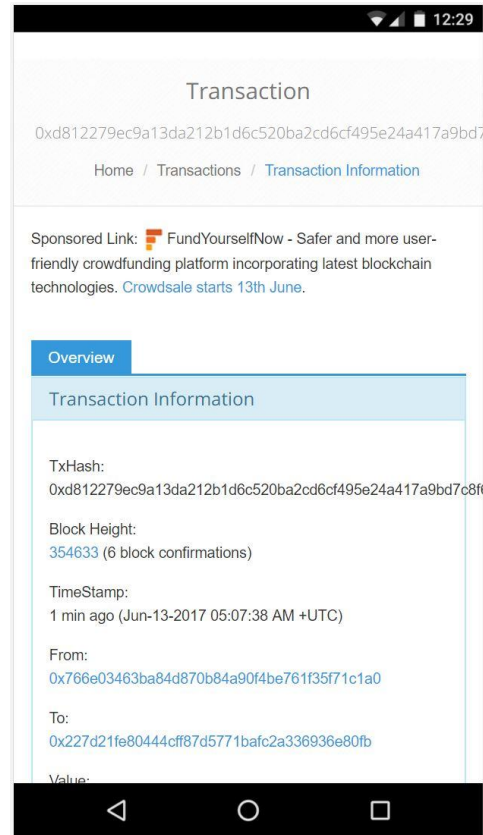 12:29
Transaction
0xd812279ec9a13da212b1d6c520ba2cd6cf495e24a417a9bd7
Home / Transactions / Transaction Information
Sponsored Link: FundYourselfNow - Safer and more user-
friendly crowdfunding platform incorporating latest blockchain
technologies. Crowdsale starts 13th June.
Overview
Transaction Information
TxHash:
0xd812279ec9a13da212b1d6c520ba2cd6cf495e24a417a9bd7c8f6
Block Height:
354633 (6 block confirmations)
TimeStamp:
1 min ago (Jun-13-2017 05:07:38 AM +UTC)
From:
0x766e03463ba84d870b84a90f4be761f35f71c1a0
To:
0x227d21fe80444cff87d5771bafc2a336936e80fb
Value: